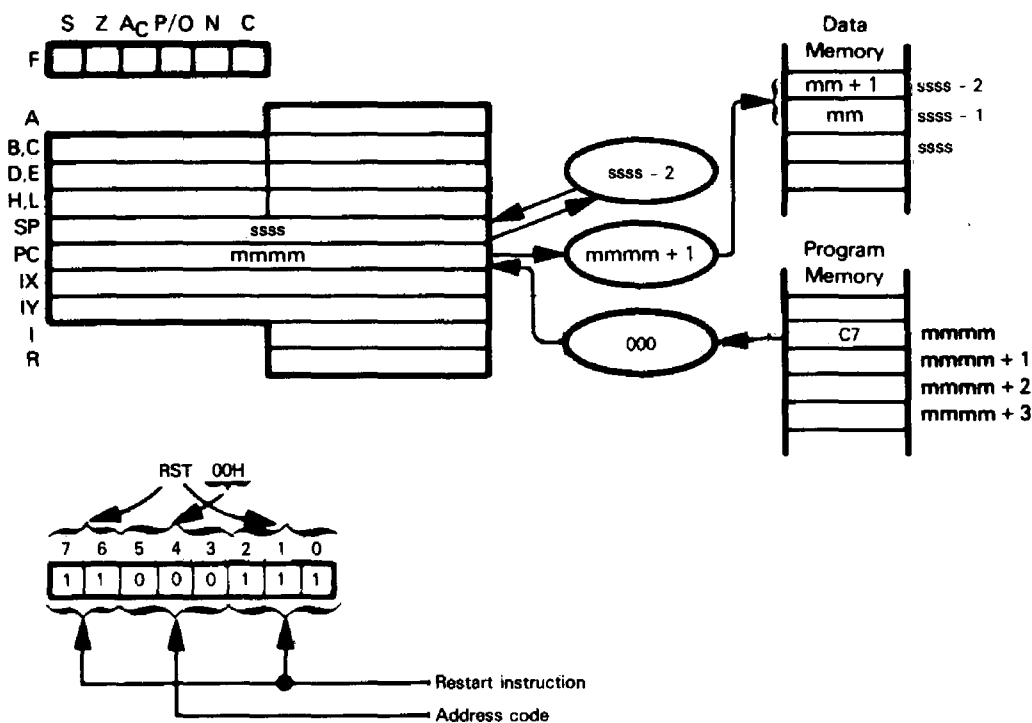 S Z AC P/O N C
F
A
B,C
D,E
H,L
SP
PC
IX
IY
I
R
ssss
mmmm
ssss - 2
mmmm + 1
000
Data
Memory
mm + 1 ssss - 2
mm ssss - 1
ssss
Program
Memory
C7 mmmm
mmmm + 1
mmmm + 2
mmmm + 3
RST 00H
7 6 5 4 3 2 1 0
1 1 0 0 0 1 1 1
Restart instruction
Address code